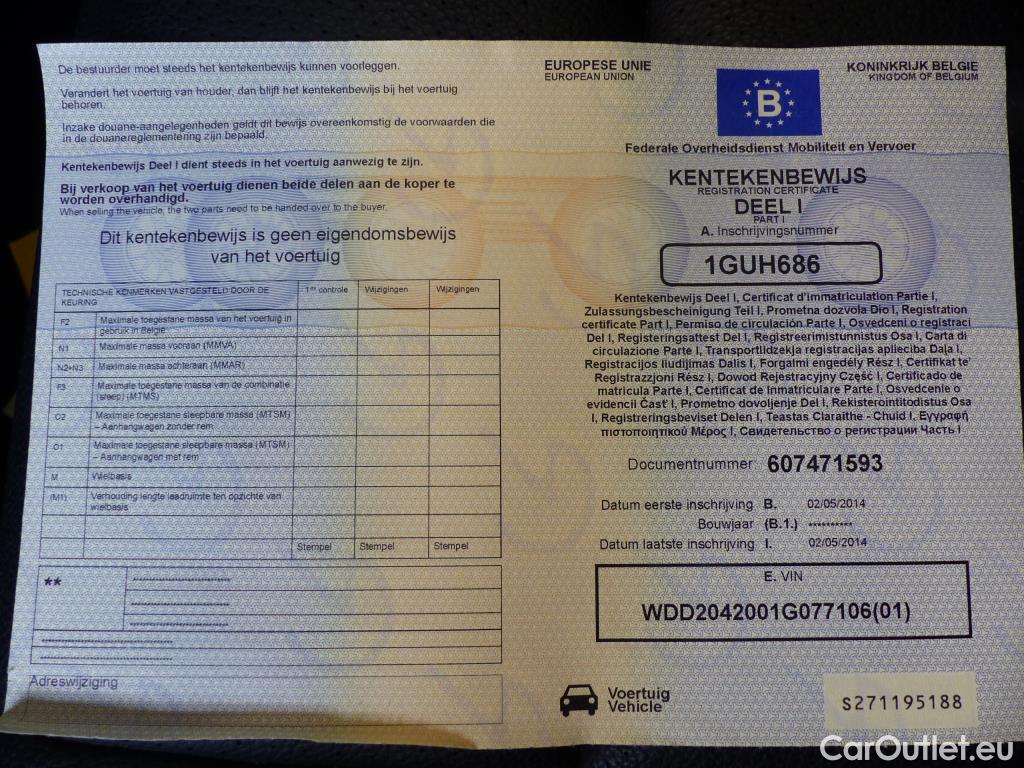 De bestuurder moet steeds het kentekenbewijs kunnen voorleggen.
Verandert het voertuig van houder, dan blijft het kentekenbewijs bij het voertuig
behoren.
Inzake douane-aangelegenheden geldt dit bewijs overeenkomstig de voorwaarden die
in de douanereglementering zijn bepaald.
Kentekenbewijs Deel I dient steeds in het voertuig aanwezig te zijn.
Bij verkoop van het voertuig dienen beide delen aan de koper te
worden overhandigd.
When selling the vehicle, the two parts need to be handed over to the buyer.
Dit kentekenbewijs is geen eigendomsbewijs
van het voertuig
TECHNISCHE KENMERKEN VASTGESTELD DOOR DE
KEURING
1ste controle
Wijzigingen
Wijzigingen
F2 Maximale toegestane massa van het voertuig in
gebruik in België
N1 Maximale massa vooraan (MMVA)
N2+N3 Maximale massa achteraan (MMAR)
F3 Maximale toegestane massa van de combinatie
(sleep) (MTMS)
O2 Maximale toegestane sleepbare massa (MTSM)
– Aanhangwagen zonder rem
O1 Maximale toegestane sleepbare massa (MTSM)
– Aanhangwagen met rem
M Wielbasis
(M1) Verhouding lengte laadruimte ten opzichte van
wielbasis
Stempel Stempel Stempel
**
Adreswijziging
EUROPESE UNIE
EUROPEAN UNION
B
KONINKRIJK BELGIE
KINGDOM OF BELGIUM
Federale Overheidsdienst Mobiliteit en Vervoer
KENTEKENBEWIJS
REGISTRATION CERTIFICATE
DEEL I
PART I
A. Inschrijvingsnummer
1GUH686
Kentekenbewijs Deel I, Certificat d'immatriculation Partie I,
Zulassungsbescheinigung Teil I, Prometna dozvola Dio I, Registration
certificate Part I, Permiso de circulación Parte I, Osvedceni o registraci
Del I, Registeringsattest Del I, Registreerimistunnistus Osa I, Carta di
circulazione Parte I, Transportlidzekja registracijas aplieciba Daļa I,
Registracijos liudijimas Dalis I, Forgalmi engedély Rész I, Certifikat te'
Registrazzjoni Rész I, Dowod Rejestracyjny Część I, Certificado de
matricula Parte I, Certificat de Inmatriculare Parte I, Osvedcenie o
evidencii Časť I, Prometno dovoljenje Del I, Rekisterointitodistus Osa
I, Registreringsbeviset Delen I, Teastas Claraithe - Chuid I, Εγγραφή
πιστοποιητικού Μέρος I, Свидетельство о регистрации Часть I
Documentnummer 607471593
Datum eerste inschrijving B. 02/05/2014
Bouwjaar (B.1.) **********
Datum laatste inschrijving I. 02/05/2014
E. VIN
WDD2042001G077106(01)
Voertuig
Vehicle
S271195188
CarOutlet.eu